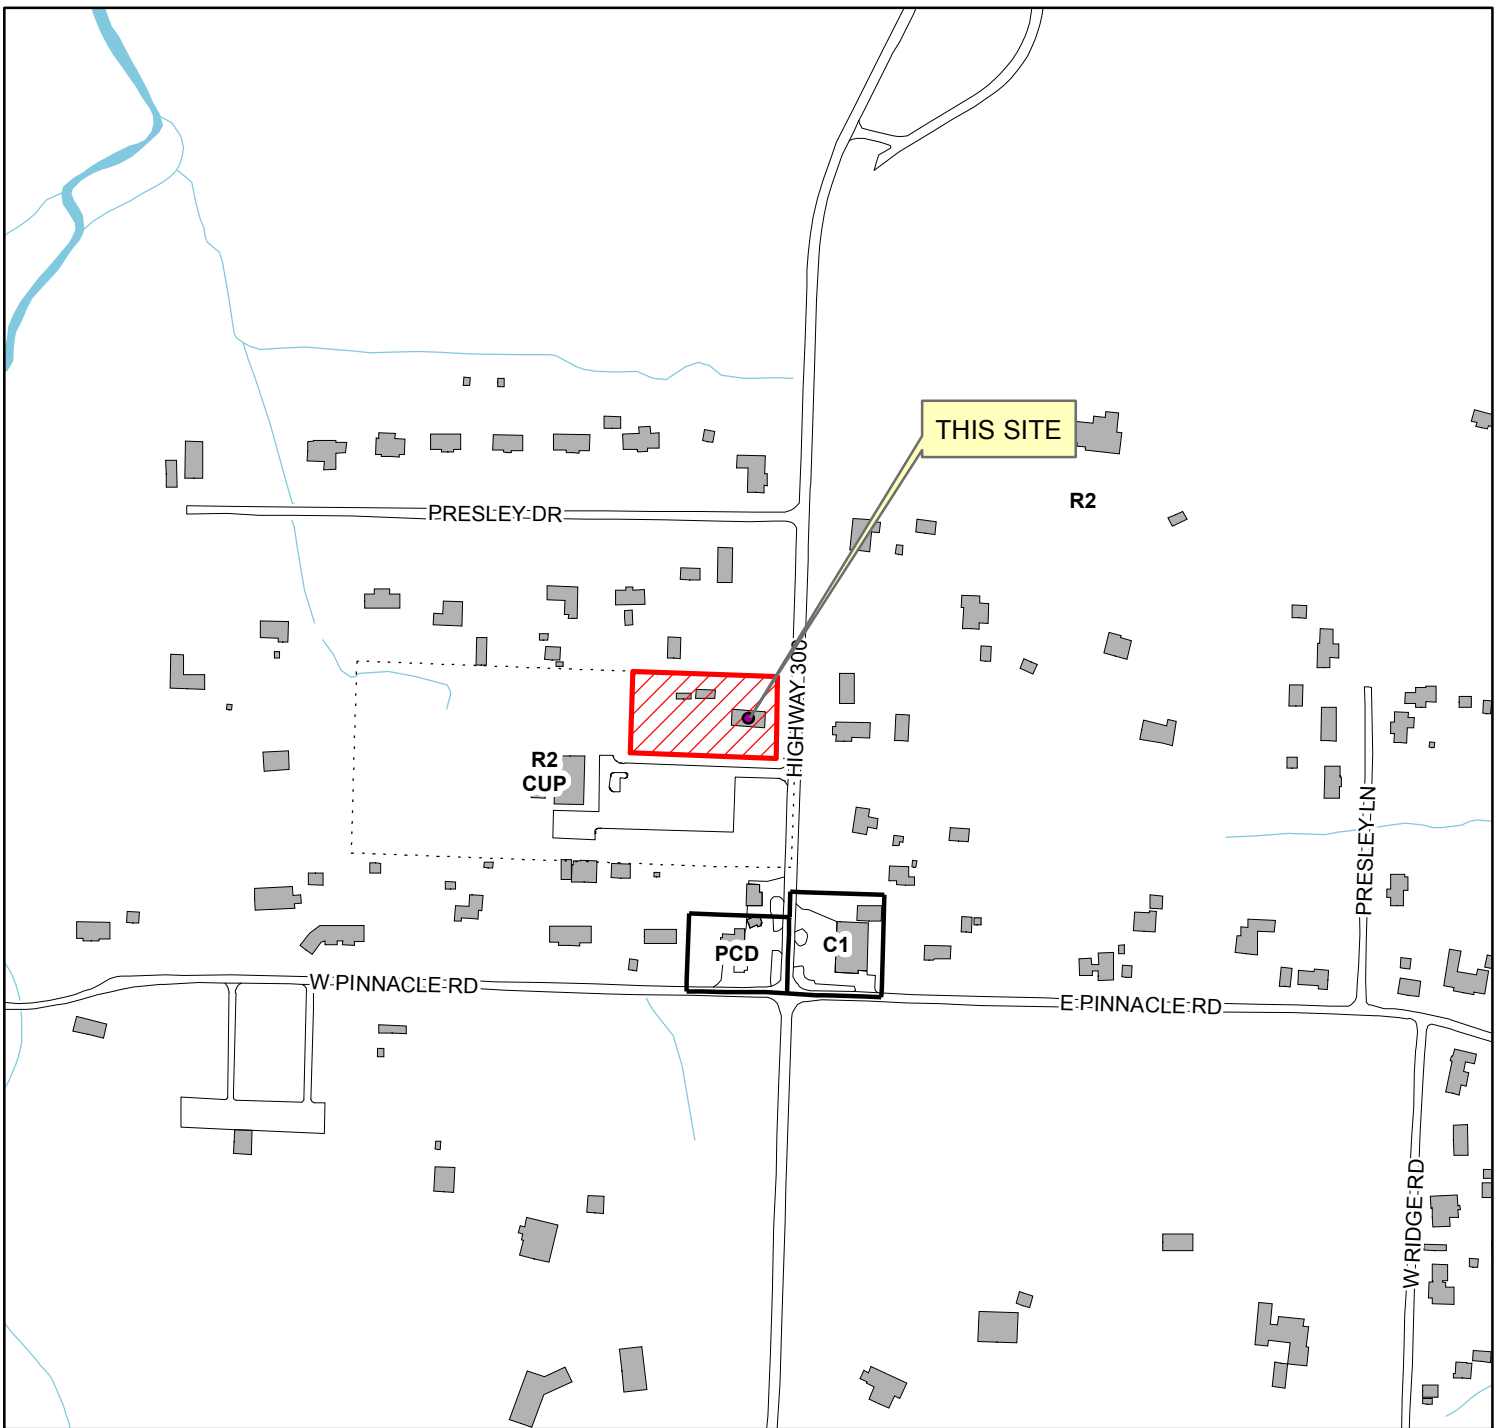 THIS SITE
R2
PRESLEY DR
HIGHWAY 300
R2
CUP
PRESLEY LN
PCD
C1
W PINNACLE RD
E PINNACLE RD
W RIDGE RD